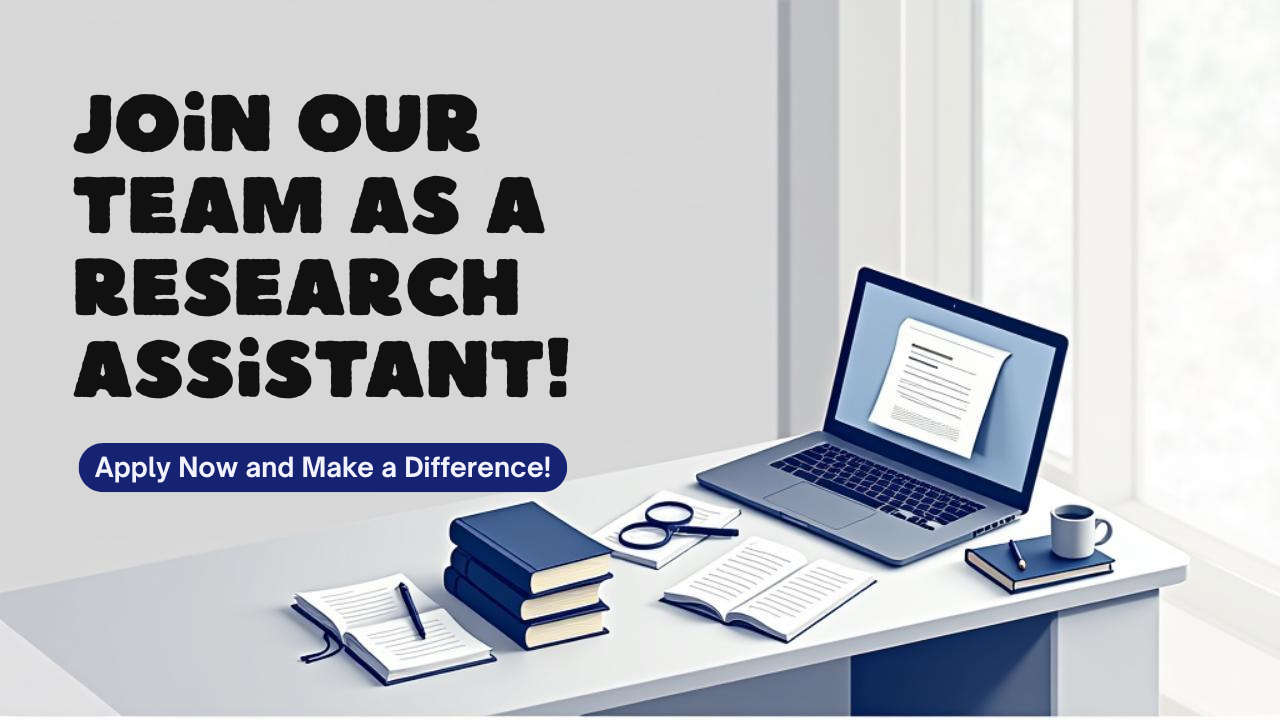 JOiN OUR
TEAM AS A
RESEARCH
ASSiSTANT!
Apply Now and Make a Difference!